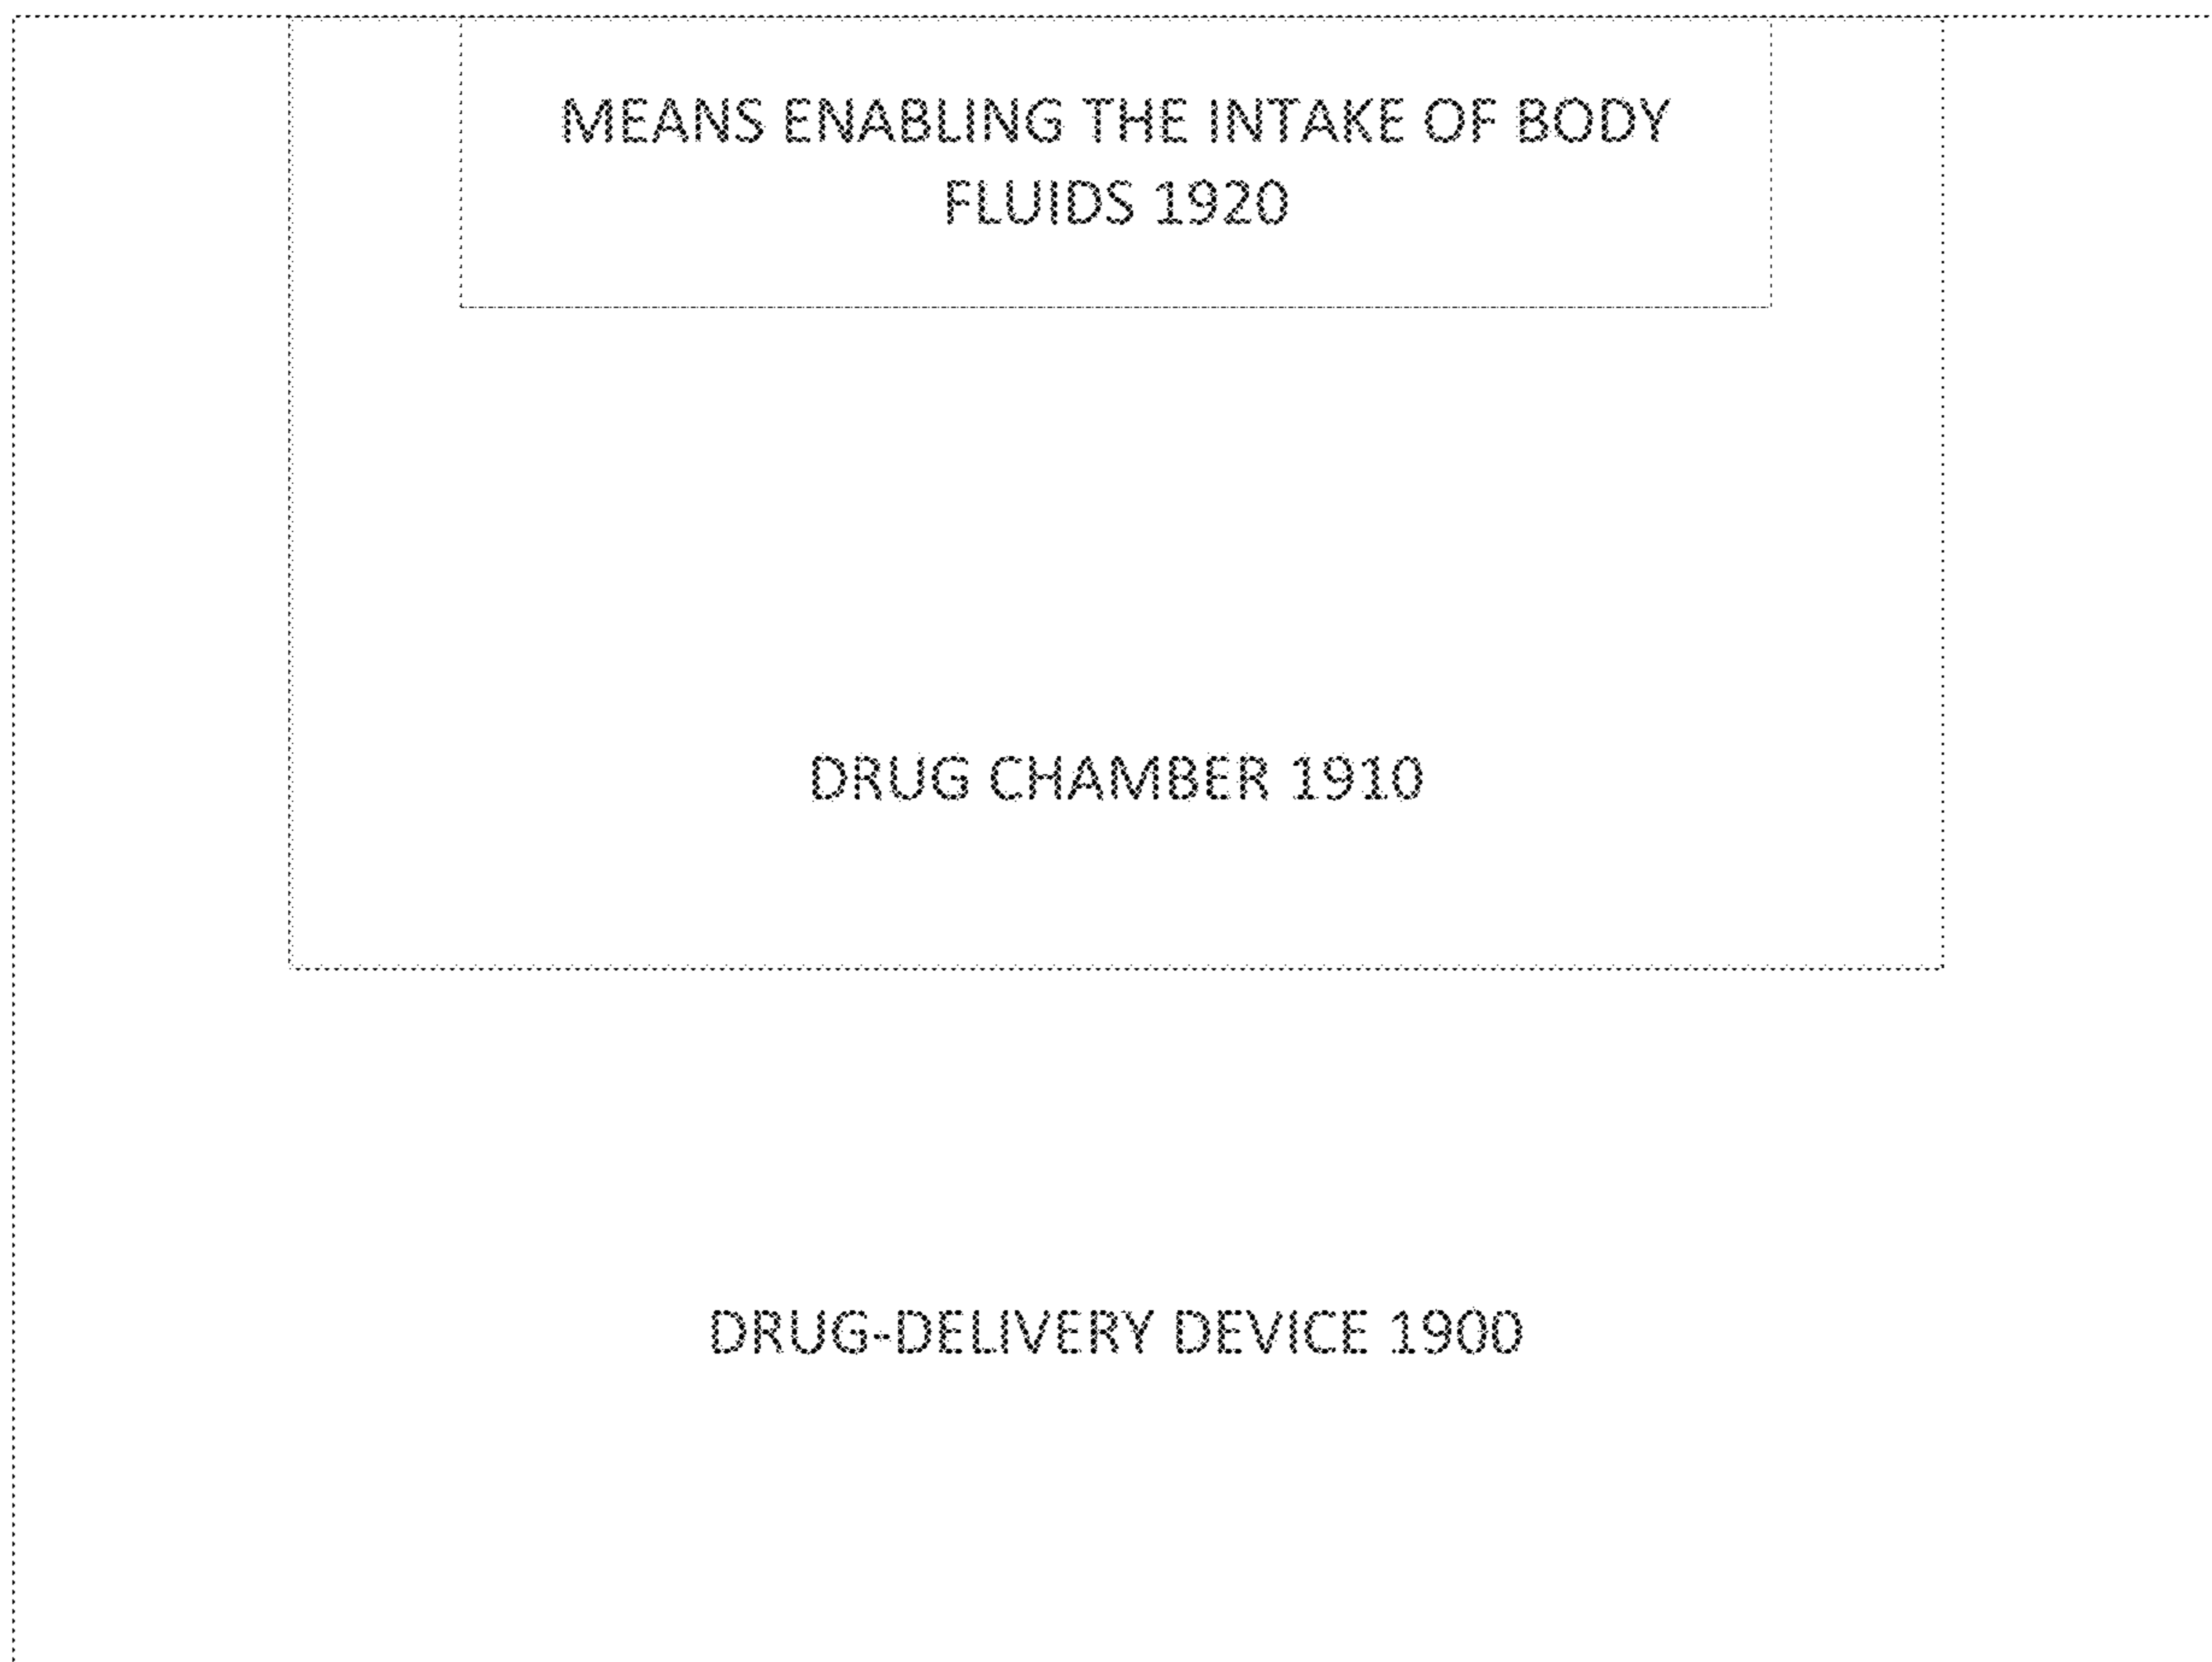 MEANS ENABLING THE INTAKE OF BODY
FLUIDS 1920
DRUG CHAMBER 1910
DRUG-DELIVERY DEVICE 1900